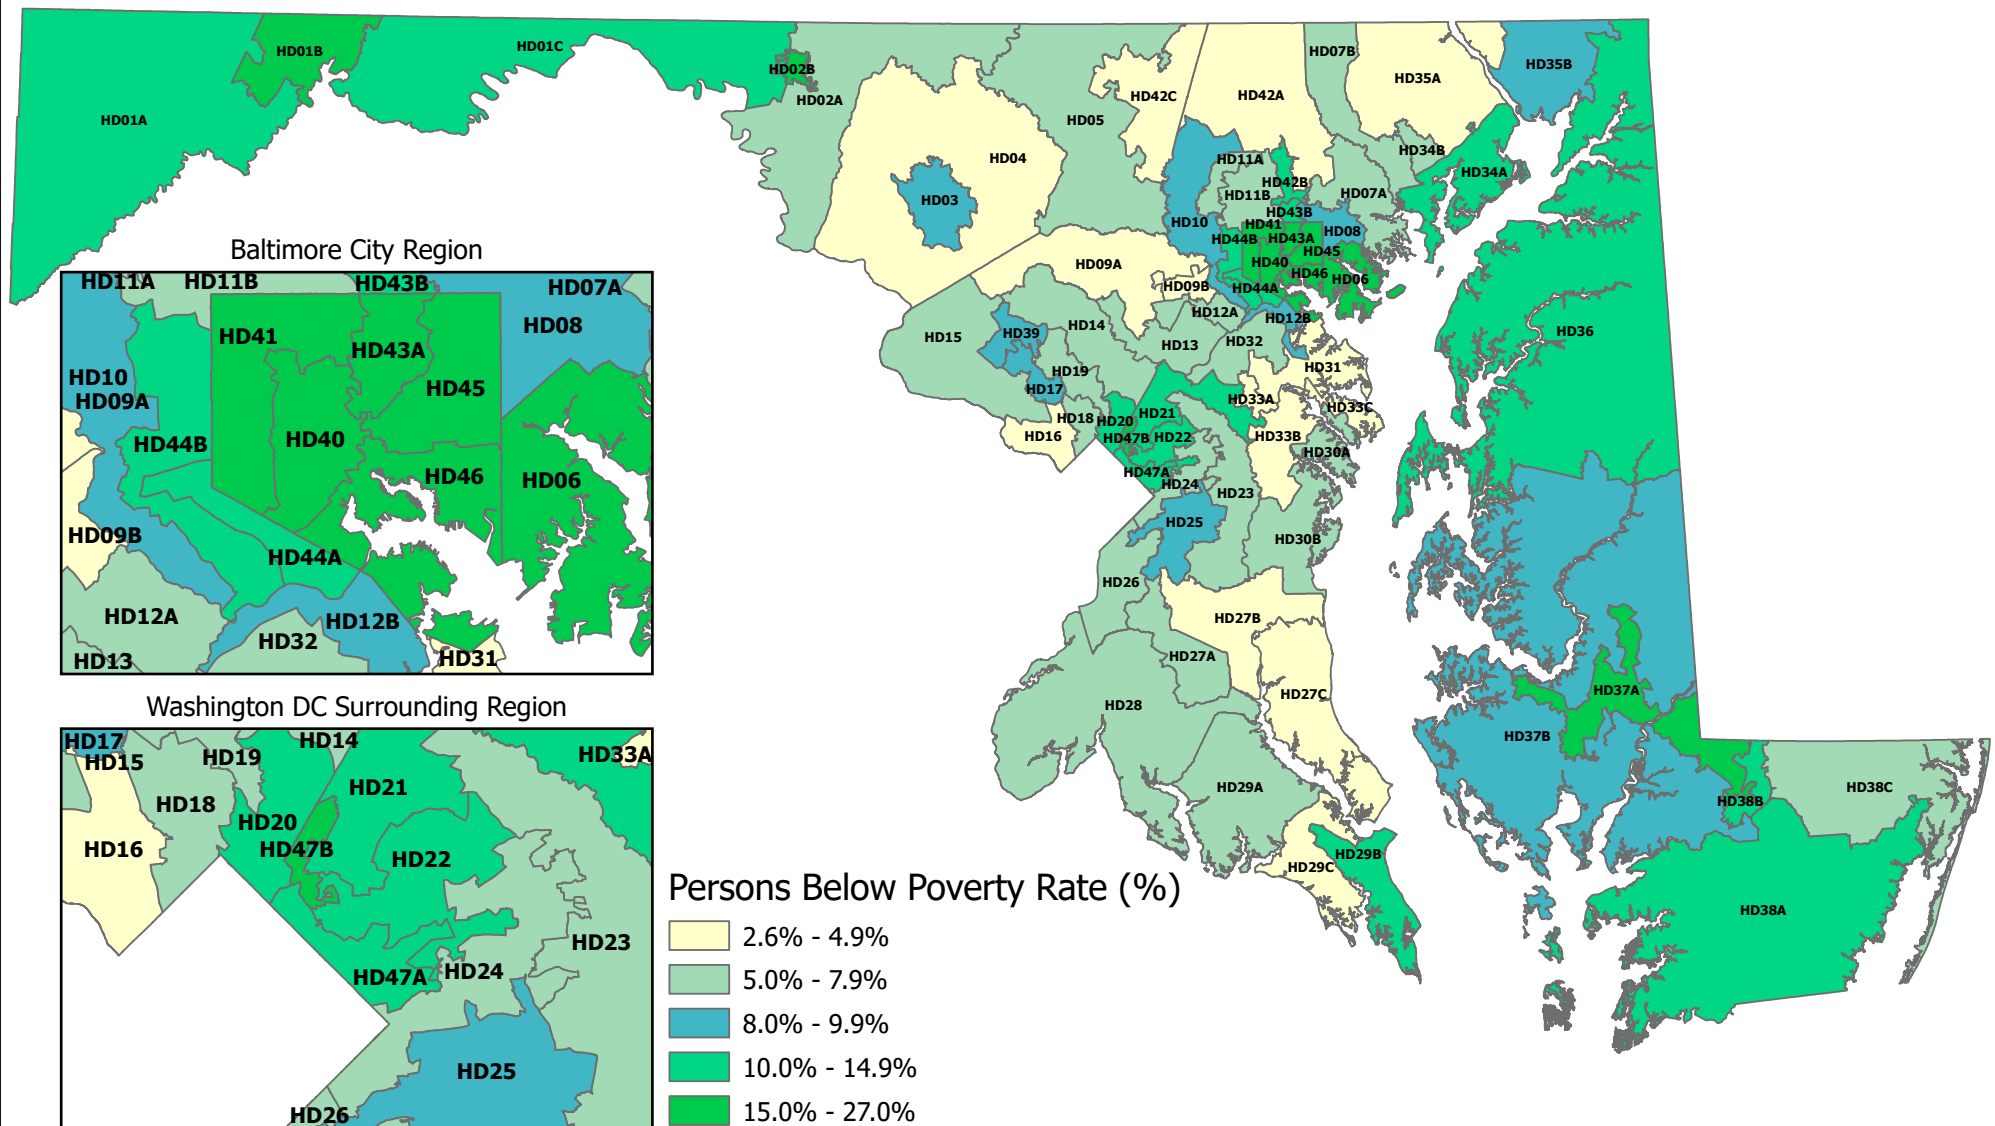 HD01B
HD01C
HD02B
HD02A
HD01A
HD05
HD42C
HD42A
HD07B
HD35A
HD35B
HD04
HD03
HD11A
HD34B
HD34A
HD42B
HD11B
HD07A
HD43B
HD10
HD41
HD08
HD44B
HD43A
HD45
HD40
HD46
HD06
HD09A
HD09B
HD44A
HD12A
HD12B
HD36
HD15
HD39
HD14
HD13
HD32
HD31
HD19
HD17
HD33A
HD33C
HD18
HD20
HD21
HD16
HD47B
HD22
HD33B
HD30A
HD47A
HD24
HD23
HD25
HD30B
HD26
HD27B
HD27A
HD27C
HD28
HD29A
HD29B
HD29C
HD37A
HD37B
HD38B
HD38C
HD38A
Baltimore City Region
HD11A
HD11B
HD43B
HD07A
HD41
HD08
HD43A
HD10
HD45
HD09A
HD44B
HD40
HD46
HD06
HD09B
HD44A
HD12A
HD12B
HD32
HD13
HD31
Washington DC Surrounding Region
HD17
HD14
HD33A
HD15
HD19
HD21
HD18
HD20
HD16
HD47B
HD22
HD23
HD47A
HD24
HD25
HD26
Persons Below Poverty Rate (%)
2.6% - 4.9%
5.0% - 7.9%
8.0% - 9.9%
10.0% - 14.9%
15.0% - 27.0%